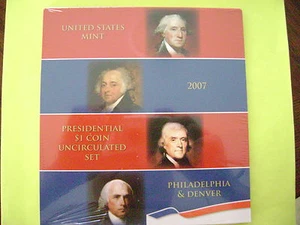 UNITED STATES
MINT
2007
PRESIDENTIAL
$1 COIN
UNCIRCULATED
SET
PHILADELPHIA
& DENVER